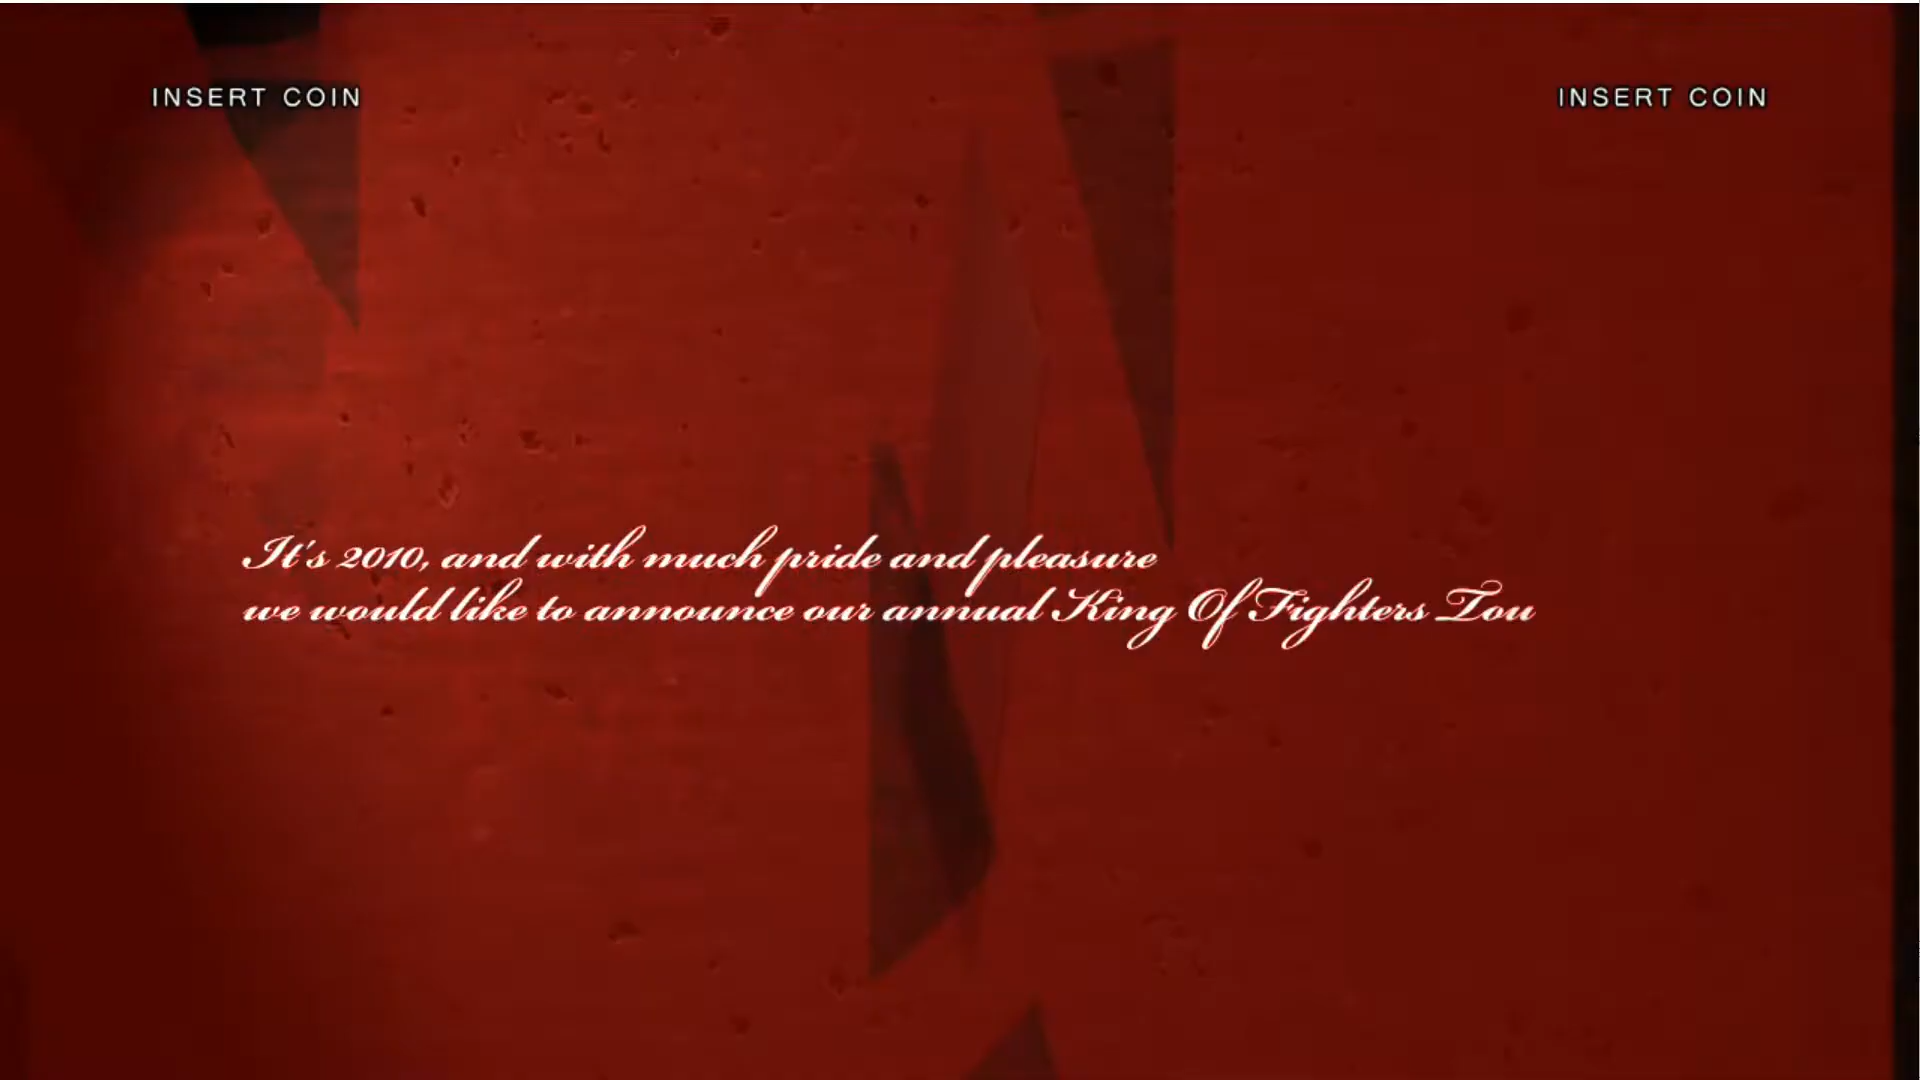 INSERT COIN INSERT COIN
It's 2010, and with much pride and pleasure
we would like to announce our annual King Of Fighters Tou